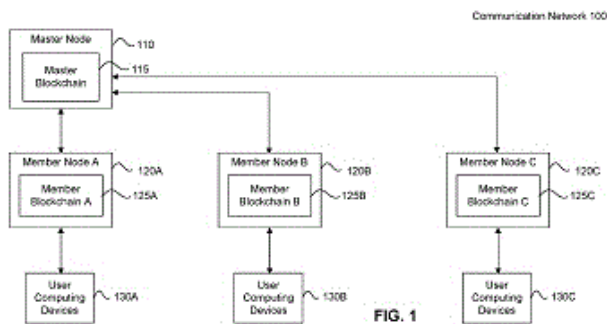 Communication Network 100
Master Node
110
Master
Blockchain
115
Member Node A
120A
Member
Blockchain A
125A
Member Node B
120B
Member
Blockchain B
125B
Member Node C
120C
Member
Blockchain C
125C
User
Computing
Devices
130A
User
Computing
Devices
130B
User
Computing
Devices
130C
FIG. 1